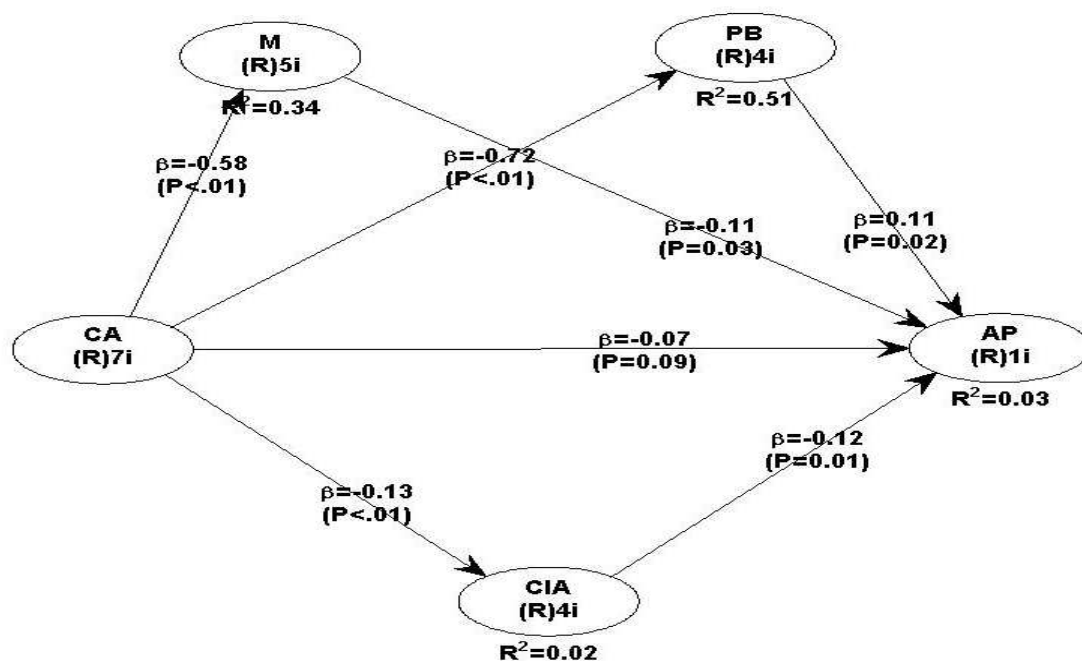 M
(R)5i
R²=0.34
PB
(R)4i
R²=0.51
β=-0.58
(P<.01)
β=-0.72
(P<.01)
β=-0.11
(P=0.03)
β=0.11
(P=0.02)
CA
(R)7i
β=-0.07
(P=0.09)
AP
(R)1i
R²=0.03
β=-0.12
(P=0.01)
β=-0.13
(P<.01)
CIA
(R)4i
R²=0.02